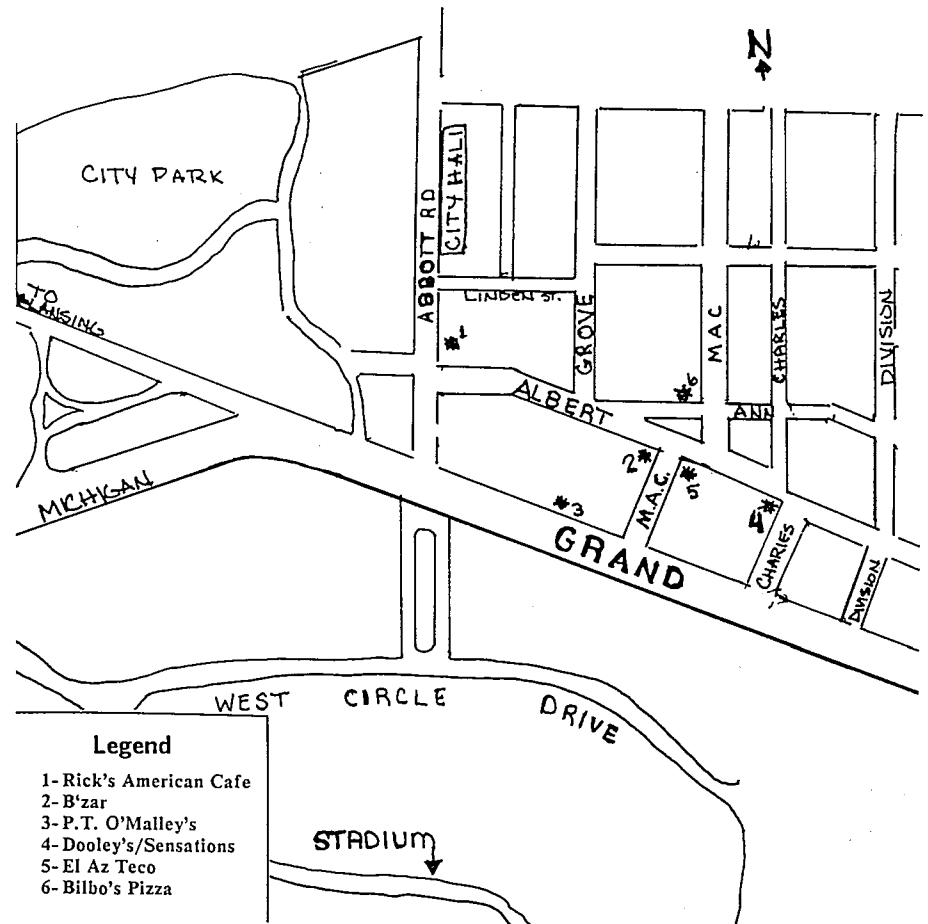 N
CITY PARK
ABBOTT RD
CITY HALL
LINDEN ST.
TO
LANSING
GROVE
MAC
CHARLES
DIVISION
*1
*6
ALBERT
ANN
2*
M.A.C.
*5
*3
4*
MICHIGAN
GRAND
CHARLES
DIVISION
WEST CIRCLE DRIVE
Legend
1- Rick's American Cafe
2- B'zar
3- P.T. O'Malley's
4- Dooley's/Sensations
5- El Az Teco
6- Bilbo's Pizza
STADIUM